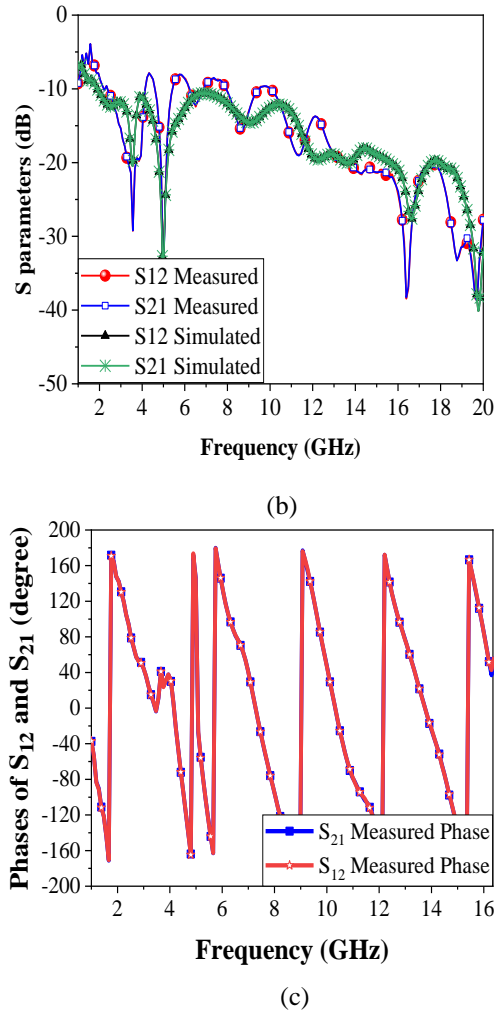 0
-10
-20
-30
-40
-50
S parameters (dB)
S12 Measured
S21 Measured
S12 Simulated
S21 Simulated
2 4 6 8 10 12 14 16 18 20
Frequency (GHz)
(b)
200
160
120
80
40
0
-40
-80
-120
-160
-200
Phases of S12 and S21 (degree)
S21 Measured Phase
S12 Measured Phase
2 4 6 8 10 12 14 16
Frequency (GHz)
(c)